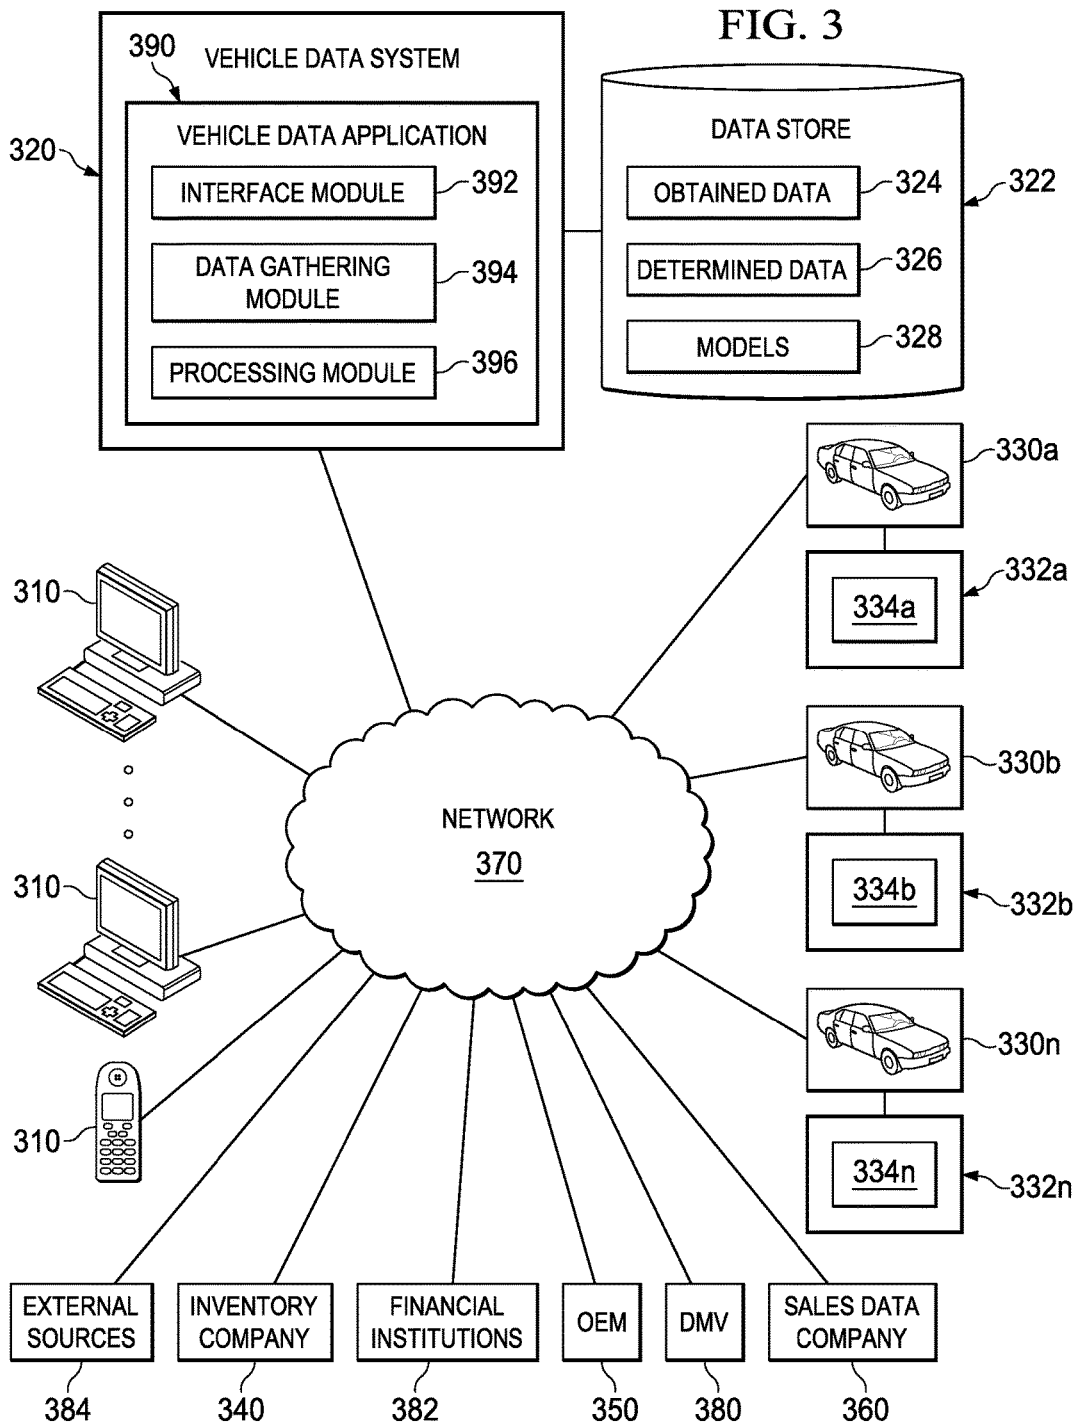 FIG. 3
390
VEHICLE DATA SYSTEM
320
VEHICLE DATA APPLICATION
INTERFACE MODULE
392
DATA GATHERING
MODULE
394
PROCESSING MODULE
396
DATA STORE
322
OBTAINED DATA
324
DETERMINED DATA
326
MODELS
328
330a
332a
334a
330b
332b
334b
330n
332n
334n
310
310
310
NETWORK
370
EXTERNAL
SOURCES
384
INVENTORY
COMPANY
340
FINANCIAL
INSTITUTIONS
382
OEM
350
DMV
380
SALES DATA
COMPANY
360